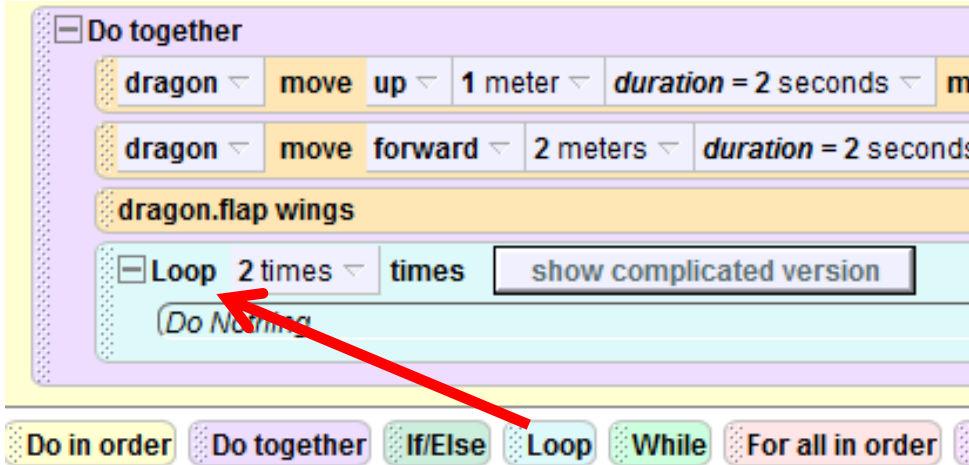 Do together
dragon move up 1 meter duration = 2 seconds m
dragon move forward 2 meters duration = 2 seconds
dragon.flap wings
Loop 2 times times show complicated version
(Do Nothing
Do in order Do together If/Else Loop While For all in order